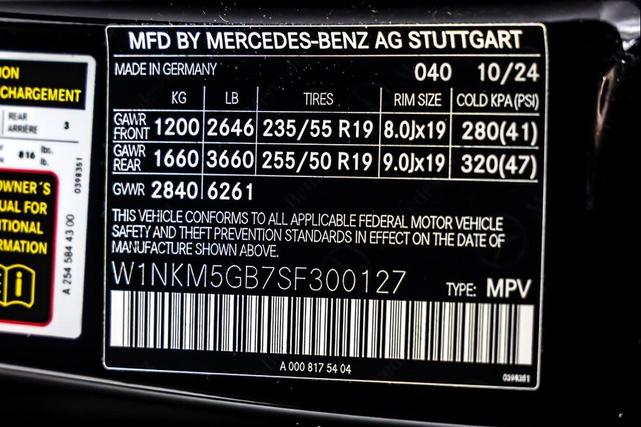 MFD BY MERCEDES-BENZ AG STUTTGART
MADE IN GERMANY 040 10/24
KG LB TIRES RIM SIZE COLD KPA(PSI)
GAWR FRONT 1200 2646 235/55 R19 8.0Jx19 280(41)
GAWR REAR 1660 3660 255/50 R19 9.0Jx19 320(47)
GVWR 2840 6261
THIS VEHICLE CONFORMS TO ALL APPLICABLE FEDERAL MOTOR VEHICLE
SAFETY AND THEFT PREVENTION STANDARDS IN EFFECT ON THE DATE OF
MANUFACTURE SHOWN ABOVE.
W1NKM5GB7SF300127 TYPE: MPV
A 000 817 54 04
0398351
ION
CHARGEMENT
REAR
ARRIÈRE 3
816 lbs.
lb.
0398351
OWNER´S
UAL FOR
ITIONAL
RMATION
A 254 584 43 00